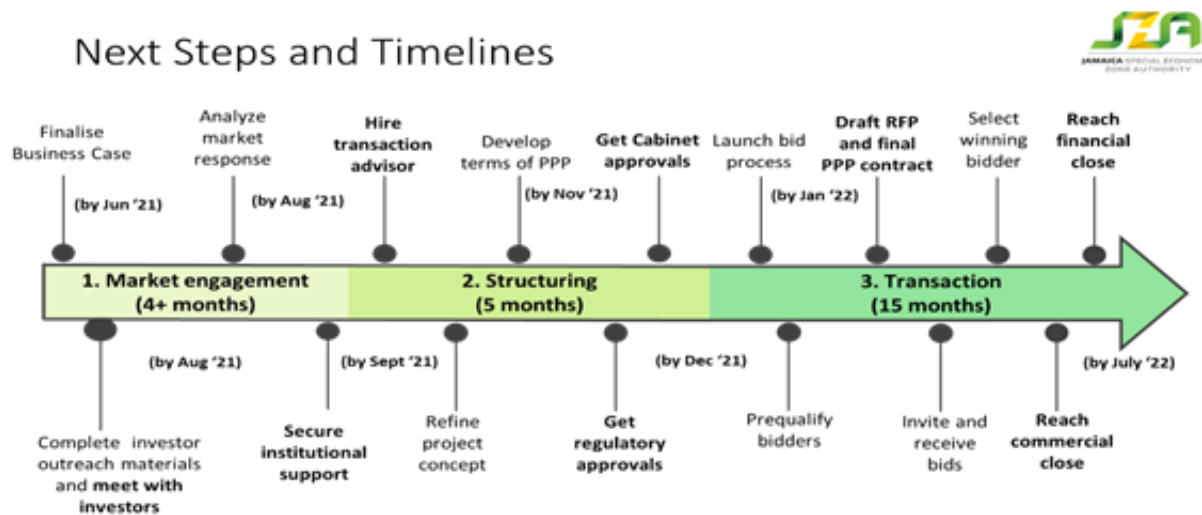 Next Steps and Timelines
JZA
JAMAICA SPECIAL ECONOM
ZONE AUTHORITY
Finalise
Business Case
(by Jun '21)
Analyze
market
response
(by Aug '21)
Hire
transaction
advisor
Develop
terms of PPP
(by Nov '21)
Get Cabinet
approvals
Launch bid
process
(by Jan '22)
Draft RFP
and final
PPP contract
Select
winning
bidder
Reach
financial
close
1. Market engagement
(4+ months)
2. Structuring
(5 months)
3. Transaction
(15 months)
Complete investor
outreach materials
and meet with
investors
(by Aug '21)
Secure
institutional
support
(by Sept '21)
Refine
project
concept
Get
regulatory
approvals
(by Dec '21)
Prequalify
bidders
Invite and
receive
bids
Reach
commercial
close
(by July '22)